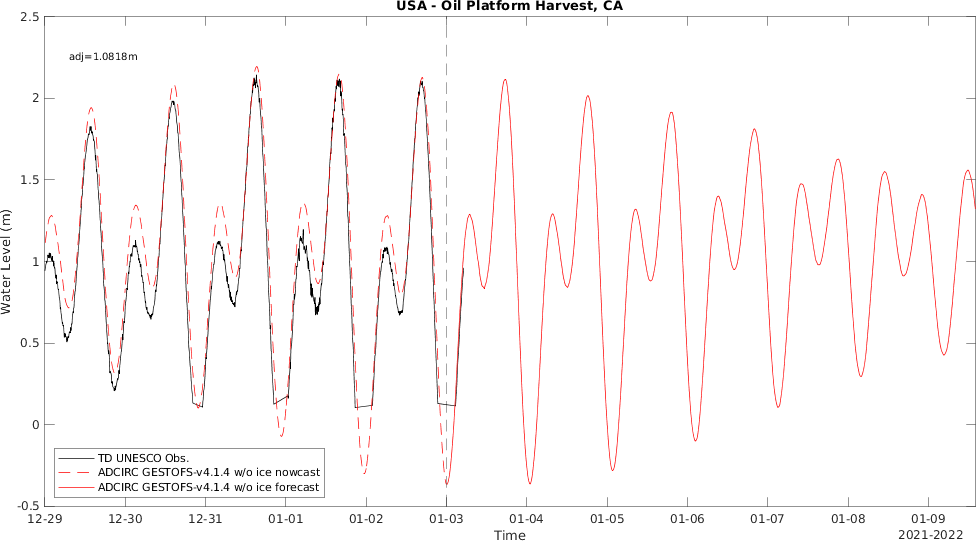 USA - Oil Platform Harvest, CA
2.5
adj=1.0818m
2
1.5
1
0.5
0
-0.5
Water Level (m)
TD UNESCO Obs.
ADCIRC GESTOFS-v4.1.4 w/o ice nowcast
ADCIRC GESTOFS-v4.1.4 w/o ice forecast
12-29 12-30 12-31 01-01 01-02 01-03 01-04 01-05 01-06 01-07 01-08 01-09
Time
2021-2022